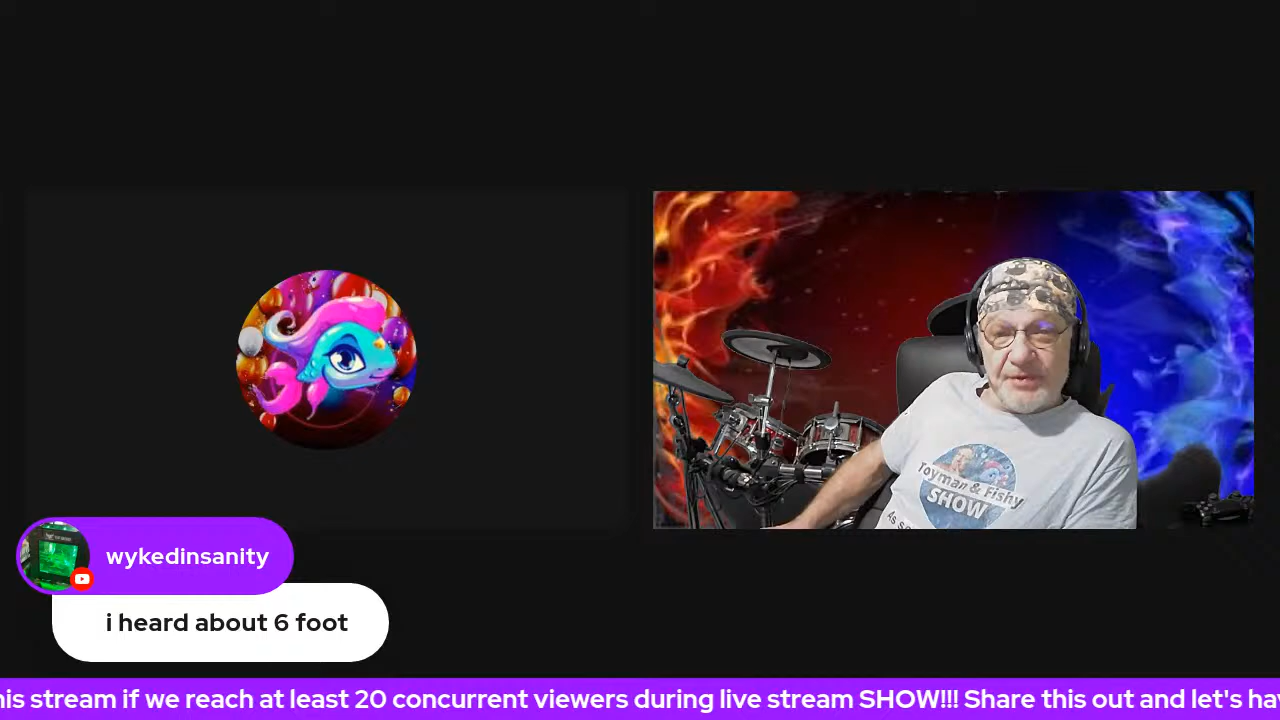 Toyman & Fishy
SHOW
wykedinsanity
i heard about 6 foot
his stream if we reach at least 20 concurrent viewers during live stream SHOW!!! Share this out and let's hav